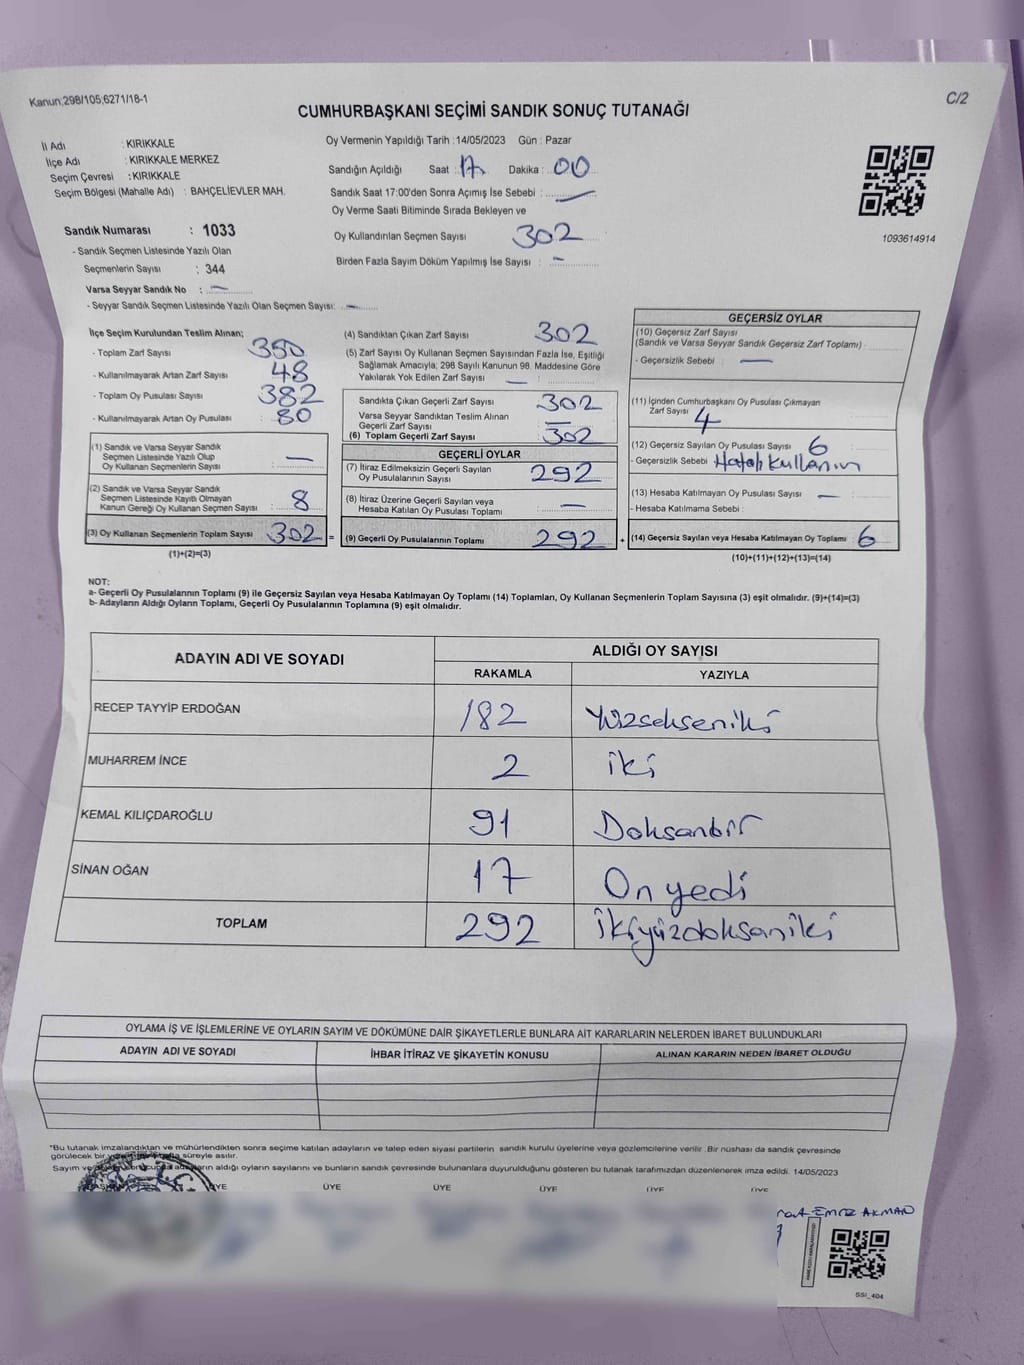 Kanun;298/105;6271/18-1
C/2
CUMHURBAŞKANI SEÇİMİ SANDIK SONUÇ TUTANAĞI
İl Adı : KIRIKKALE
İlçe Adı : KIRIKKALE MERKEZ
Seçim Çevresi : KIRIKKALE
Seçim Bölgesi (Mahalle Adı) : BAHÇELİEVLER MAH.
Sandık Numarası : 1033
- Sandık Seçmen Listesinde Yazılı Olan
Seçmenlerin Sayısı : 344
Varsa Seyyar Sandık No : —
- Seyyar Sandık Seçmen Listesinde Yazılı Olan Seçmen Sayısı: —
Oy Vermenin Yapıldığı Tarih : 14/05/2023 Gün : Pazar
Sandığın Açıldığı Saat : 17 Dakika : 00
Sandık Saat 17:00'den Sonra Açımış İse Sebebi : —
Oy Verme Saati Bitiminde Sırada Bekleyen ve
Oy Kullandırılan Seçmen Sayısı 302
Birden Fazla Sayım Döküm Yapılmış İse Sayısı : —
1093614914
İlçe Seçim Kurulundan Teslim Alınan;
- Toplam Zarf Sayısı 350
- Kullanılmayarak Artan Zarf Sayısı : 48
- Toplam Oy Pusulası Sayısı : 382
- Kullanılmayarak Artan Oy Pusulası : 80
(1) Sandık ve Varsa Seyyar Sandık
Seçmen Listesinde Yazılı Olup
Oy Kullanan Seçmenlerin Sayısı : —
(2) Sandık ve Varsa Seyyar Sandık
Seçmen Listesinde Kayıtlı Olmayan
Kanun Gereği Oy Kullanan Seçmen Sayısı : 8
(3) Oy Kullanan Seçmenlerin Toplam Sayısı : 302 =
(1)+(2)=(3)
(4) Sandıktan Çıkan Zarf Sayısı 302
(5) Zarf Sayısı Oy Kullanan Seçmen Sayısından Fazla İse, Eşitliği
Sağlamak Amacıyla; 298 Sayılı Kanunun 98. Maddesine Göre
Yakılarak Yok Edilen Zarf Sayısı — :
Sandıkta Çıkan Geçerli Zarf Sayısı : 302
Varsa Seyyar Sandıktan Teslim Alınan
Geçerli Zarf Sayısı : —
(6) Toplam Geçerli Zarf Sayısı : 302
GEÇERLİ OYLAR
(7) İtiraz Edilmeksizin Geçerli Sayılan
Oy Pusulalarının Sayısı : 292
(8) İtiraz Üzerine Geçerli Sayılan veya
Hesaba Katılan Oy Pusulası Toplamı : —
(9) Geçerli Oy Pusulalarının Toplamı : 292 +
GEÇERSİZ OYLAR
(10) Geçersiz Zarf Sayısı
(Sandık ve Varsa Seyyar Sandık Geçersiz Zarf Toplamı) :
- Geçersizlik Sebebi : —
(11) İçinden Cumhurbaşkanı Oy Pusulası Çıkmayan
Zarf Sayısı : 4
(12) Geçersiz Sayılan Oy Pusulası Sayısı : 6
- Geçersizlik Sebebi : Hatalı Kullanım
(13) Hesaba Katılmayan Oy Pusulası Sayısı : —
- Hesaba Katılmama Sebebi :
(14) Geçersiz Sayılan veya Hesaba Katılmayan Oy Toplamı : 6
(10)+(11)+(12)+(13)=(14)
NOT:
a- Geçerli Oy Pusulalarının Toplamı (9) ile Geçersiz Sayılan veya Hesaba Katılmayan Oy Toplamı (14) Toplamları, Oy Kullanan Seçmenlerin Toplam Sayısına (3) eşit olmalıdır. (9)+(14)=(3)
b- Adayların Aldığı Oyların Toplamı, Geçerli Oy Pusulalarının Toplamına (9) eşit olmalıdır.
ADAYIN ADI VE SOYADI
ALDIĞI OY SAYISI
RAKAMLA YAZIYLA
RECEP TAYYİP ERDOĞAN 182 Yüzsekseniki
MUHARREM İNCE 2 iki
KEMAL KILIÇDAROĞLU 91 Doksanbir
SİNAN OĞAN 17 On yedi
TOPLAM 292 ikiyüzdoksaniki
OYLAMA İŞ VE İŞLEMLERİNE VE OYLARIN SAYIM VE DÖKÜMÜNE DAİR ŞİKAYETLERLE BUNLARA AİT KARARLARIN NELERDEN İBARET BULUNDUKLARI
ADAYIN ADI VE SOYADI İHBAR İTİRAZ VE ŞİKAYETİN KONUSU ALINAN KARARIN NEDEN İBARET OLDUĞU
"Bu tutanak imzalandıktan ve mühürlendikten sonra seçime katılan adayların ve talep eden siyasi partilerin sandık kurulu üyelerine veya gözlemcilerine verilir. Bir nüshası da sandık çevresinde
görülecek bir süreyle asılır.
Sayım ve aldığı oyların sayılarını ve bunların sandık çevresinde bulunanlara duyurulduğunu gösteren bu tutanak tarafımızdan düzenlenerek imza edildi. 14/05/2023
ÜYE ÜYE ÜYE ÜYE ÜYE ÜYE
EMRE AKMAN
SSI_404